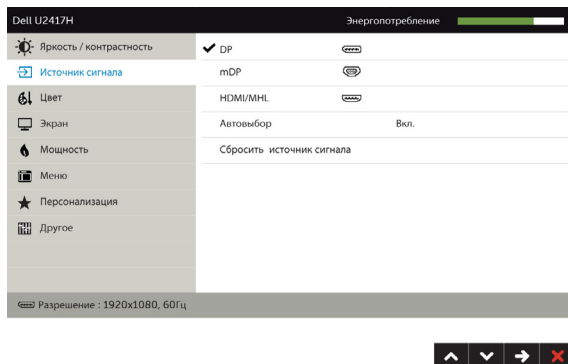 Dell U2417H
Энергопотребление
Яркость / контрастность
Источник сигнала
Цвет
Экран
Мощность
Меню
Персонализация
Другое
DP
mDP
HDMI/MHL
Автовыбор Вкл.
Сбросить источник сигнала
Разрешение : 1920x1080, 60Гц